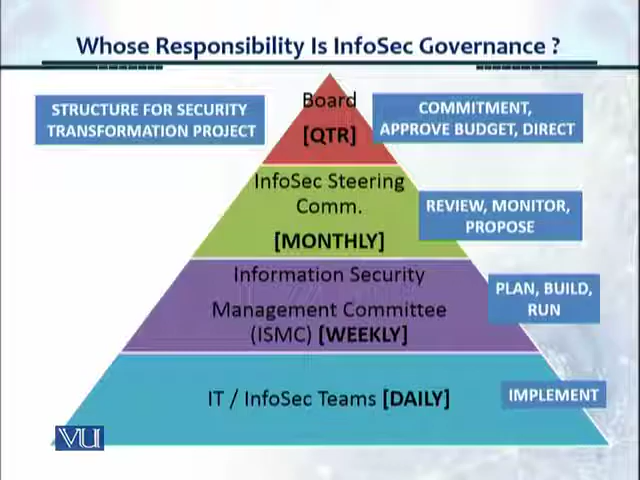 Whose Responsibility Is InfoSec Governance ?
STRUCTURE FOR SECURITY
TRANSFORMATION PROJECT
Board
[QTR]
COMMITMENT,
APPROVE BUDGET, DIRECT
InfoSec Steering
Comm.
[MONTHLY]
REVIEW, MONITOR,
PROPOSE
Information Security
Management Committee
(ISMC) [WEEKLY]
PLAN, BUILD,
RUN
IT / InfoSec Teams [DAILY]
IMPLEMENT
VU